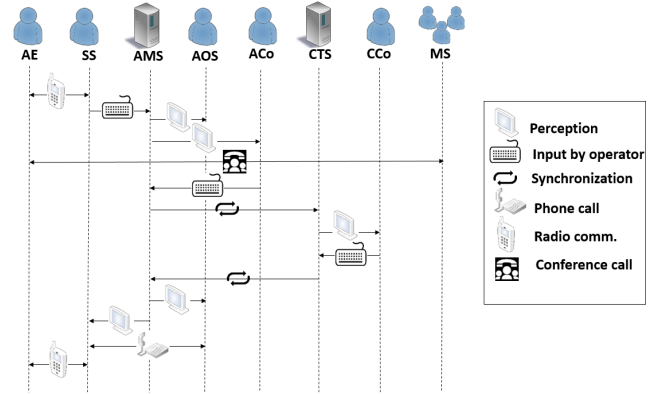 AE SS AMS AOS ACo CTS CCo MS
Perception
Input by operator
Synchronization
Phone call
Radio comm.
Conference call